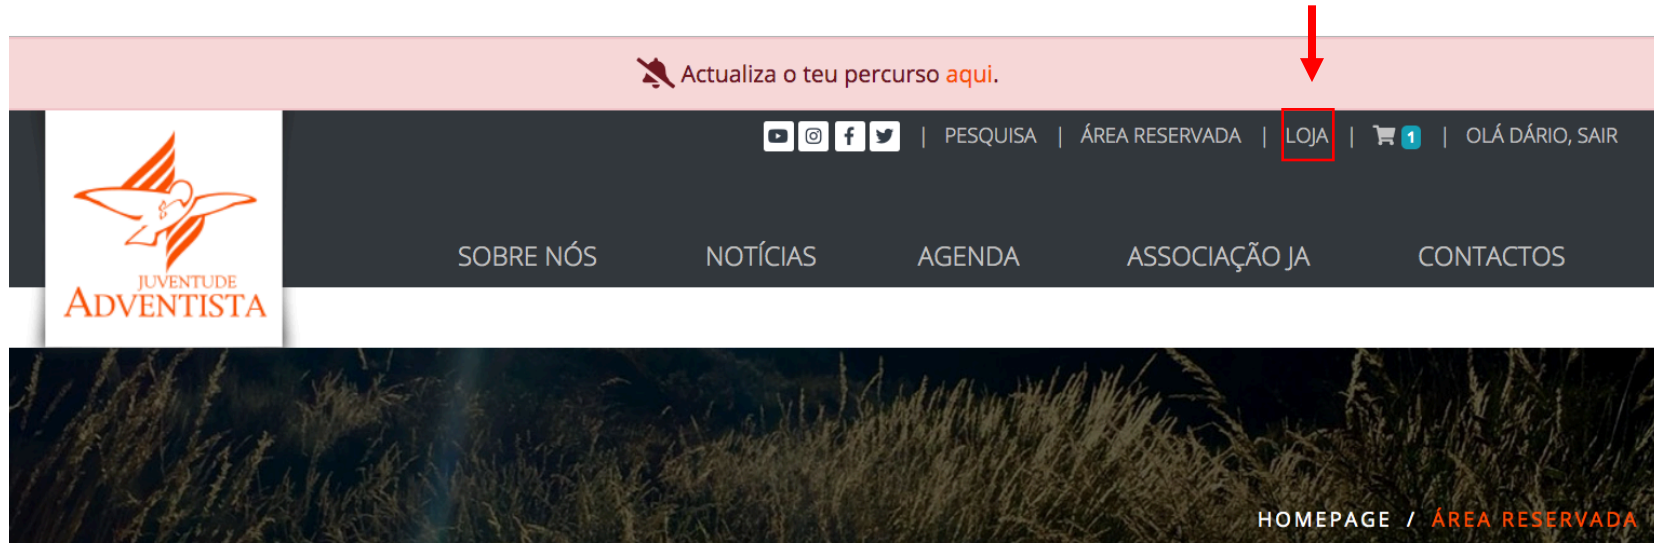 Actualiza o teu percurso aqui.
| PESQUISA | ÁREA RESERVADA | LOJA | 1 | OLÁ DÁRIO, SAIR
SOBRE NÓS NOTÍCIAS AGENDA ASSOCIAÇÃO JA CONTACTOS
JUVENTUDE
ADVENTISTA
HOMEPAGE / ÁREA RESERVADA